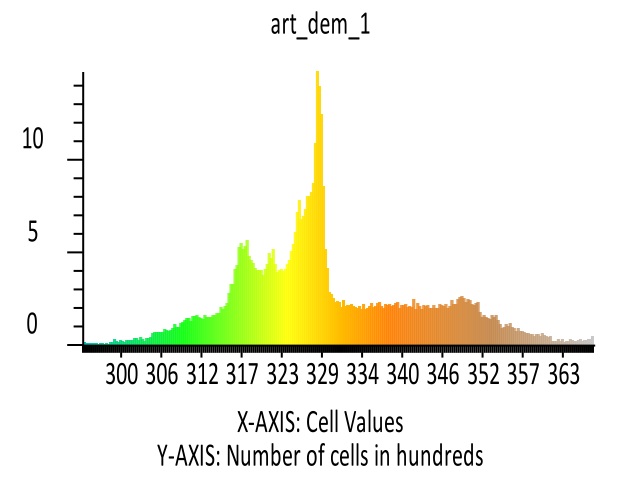 art_dem_1
10
5
0
300 306 312 317 323 329 334 340 346 352 357 363
X-AXIS: Cell Values
Y-AXIS: Number of cells in hundreds